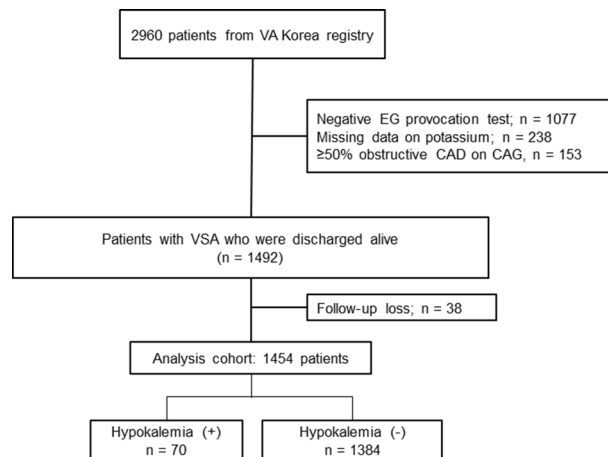 2960 patients from VA Korea registry
Negative EG provocation test; n = 1077
Missing data on potassium; n = 238
≥50% obstructive CAD on CAG, n = 153
Patients with VSA who were discharged alive
(n = 1492)
Follow-up loss; n = 38
Analysis cohort: 1454 patients
Hypokalemia (+)
n = 70
Hypokalemia (-)
n = 1384